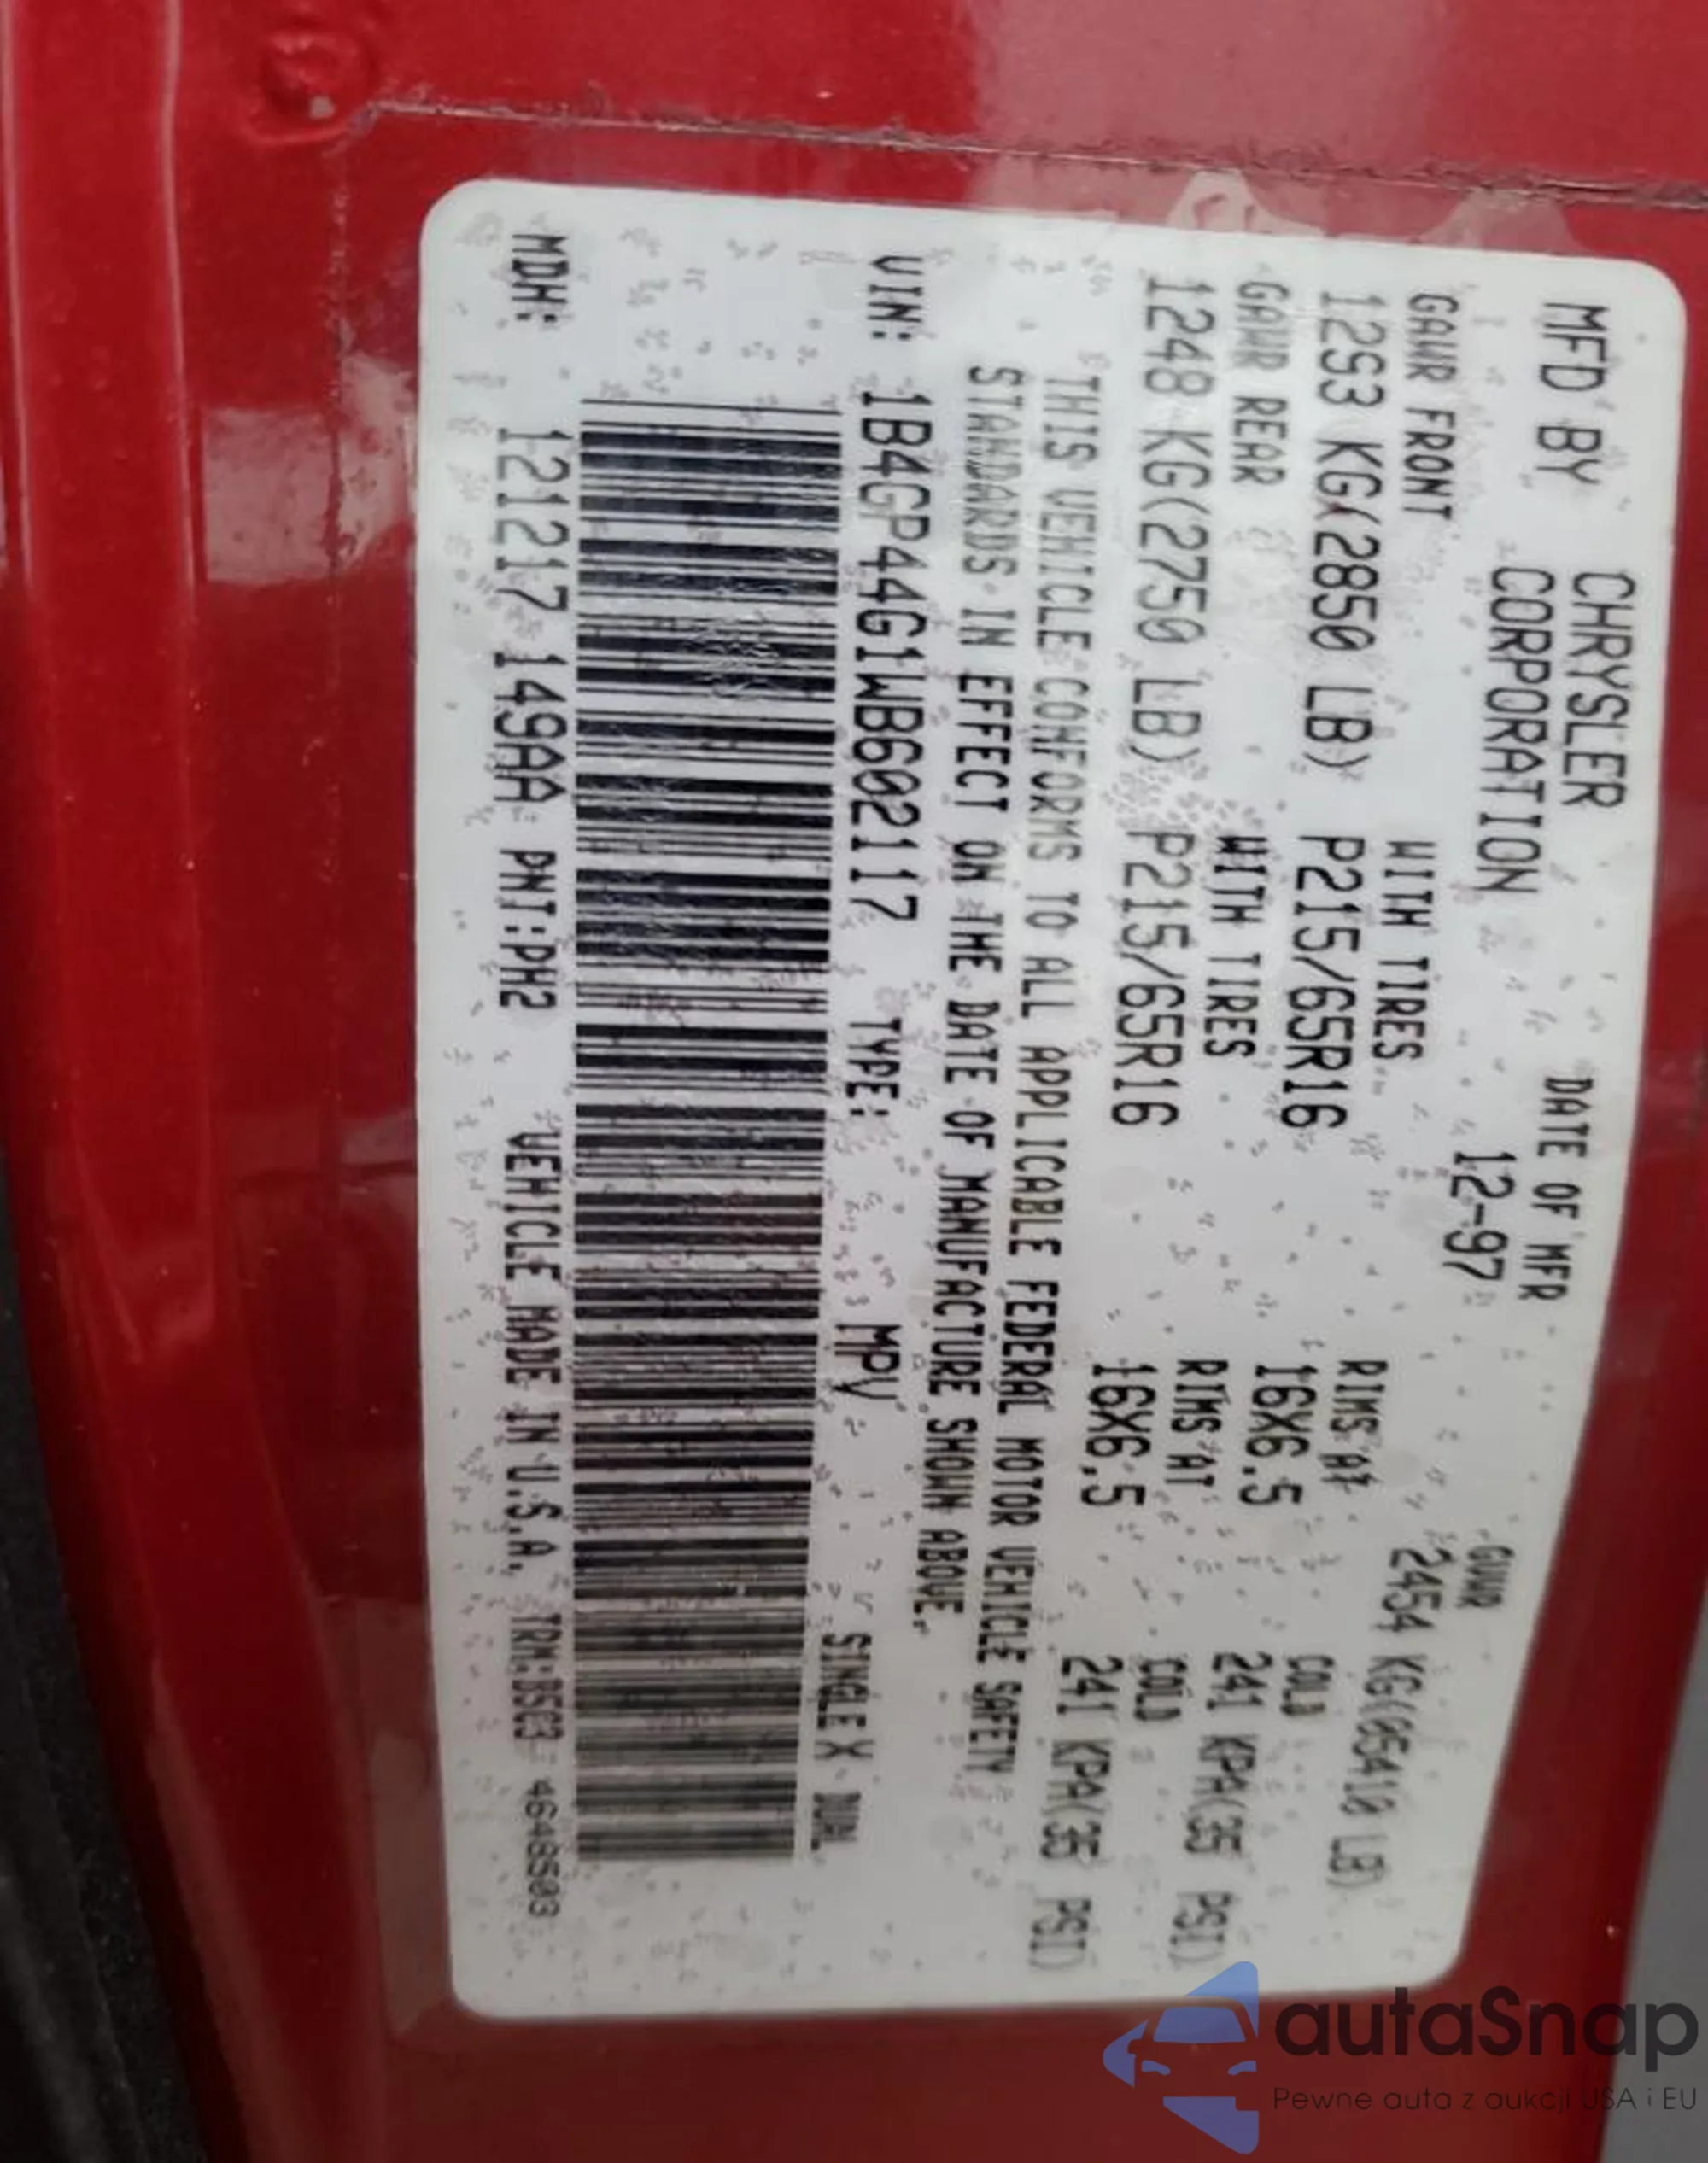 MFD BY CHRYSLER CORPORATION DATE OF MFR 12-97 GVWR 2454 KG(05410 LB)
GAWR FRONT WITH TIRES RIMS AT COLD
1293 KG(2850 LB) P215/65R16 16X6.5 241 KPA(35 PSI)
GAWR REAR WITH TIRES RIMS AT COLD
1248 KG(2750 LB) P215/65R16 16X6.5 241 KPA(35 PSI)
THIS VEHICLE CONFORMS TO ALL APPLICABLE FEDERAL MOTOR VEHICLE SAFETY
STANDARDS IN EFFECT ON THE DATE OF MANUFACTURE SHOWN ABOVE.
VIN: 1B4GP44G1WB602117 TYPE: MPV SINGLE X DUAL
MDH: 121217 149AA PNT:PH2 VEHICLE MADE IN U.S.A. TRM:BSC3 4648503
autaSnap
Pewne auta z aukcji USA i EU